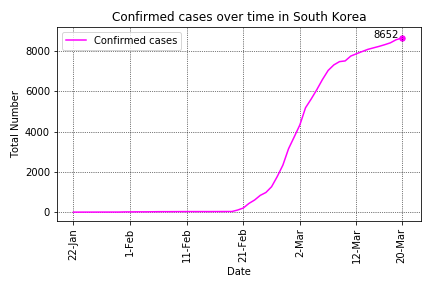 Confirmed cases over time in South Korea
Confirmed cases
8652
Total Number
8000
6000
4000
2000
0
22-Jan
1-Feb
11-Feb
21-Feb
2-Mar
12-Mar
20-Mar
Date